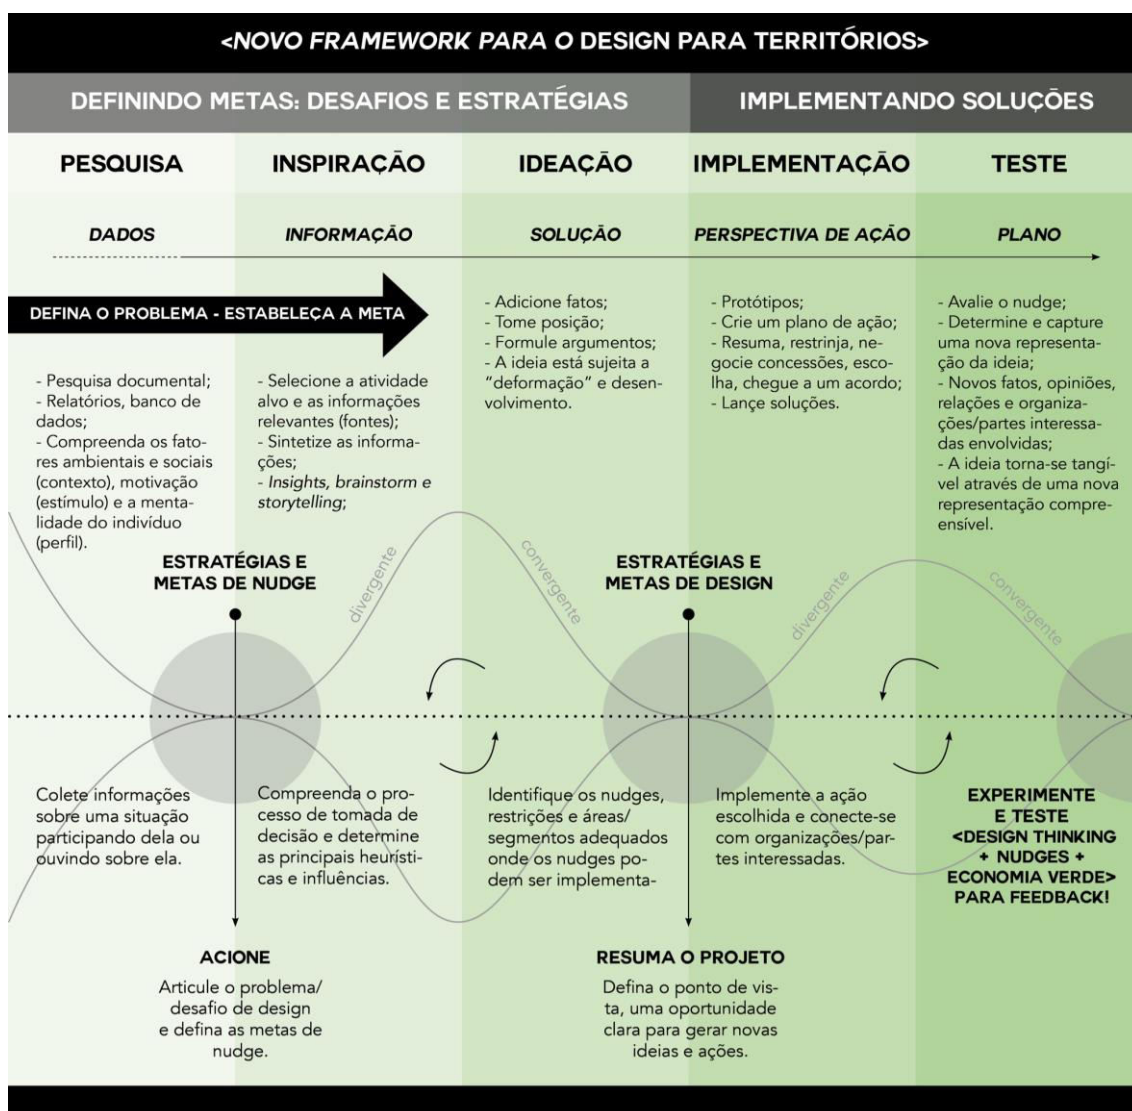 <NOVO FRAMEWORK PARA O DESIGN PARA TERRITÓRIOS>
DEFININDO METAS: DESAFIOS E ESTRATÉGIAS
IMPLEMENTANDO SOLUÇÕES
PESQUISA
INSPIRAÇÃO
IDEAÇÃO
IMPLEMENTAÇÃO
TESTE
DADOS
INFORMAÇÃO
SOLUÇÃO
PERSPECTIVA DE AÇÃO
PLANO
DEFINA O PROBLEMA - ESTABELEÇA A META
- Pesquisa documental;
- Relatórios, banco de
dados;
- Compreenda os fato-
res ambientais e sociais
(contexto), motivação
(estímulo) e a menta-
lidade do indivíduo
(perfil).
- Selecione a atividade
alvo e as informações
relevantes (fontes);
- Sintetize as informa-
ções;
- Insights, brainstorm e
storytelling;
- Adicione fatos;
- Tome posição;
- Formule argumentos;
- A ideia está sujeita a
“deformação” e desen-
volvimento.
- Protótipos;
- Crie um plano de ação;
- Resuma, restrinja, ne-
gocie concessões, esco-
lha, chegue a um acordo;
- Lançe soluções.
- Avalie o nudge;
- Determine e capture
uma nova representa-
ção da ideia;
- Novos fatos, opiniões,
relações e organiza-
ções/partes interessa-
das envolvidas;
- A ideia torna-se tangí-
vel através de uma nova
representação compre-
ensível.
ESTRATÉGIAS E
METAS DE NUDGE
divergente
convergente
ESTRATÉGIAS E
METAS DE DESIGN
divergente
convergente
Colete informações
sobre uma situação
participando dela ou
ouvindo sobre ela.
Compreenda o pro-
cesso de tomada de
decisão e determine
as principais heurísti-
cas e influências.
Identifique os nudges,
restrições e áreas/
segmentos adequados
onde os nudges po-
dem ser implementa-
Implemente a ação
escolhida e conecte-se
com organizações/par-
tes interessadas.
EXPERIMENTE
E TESTE
<DESIGN THINKING
+ NUDGES +
ECONOMIA VERDE>
PARA FEEDBACK!
ACIONE
Articule o problema/
desafio de design
e defina as metas de
nudge.
RESUMA O PROJETO
Defina o ponto de vis-
ta, uma oportunidade
clara para gerar novas
ideias e ações.